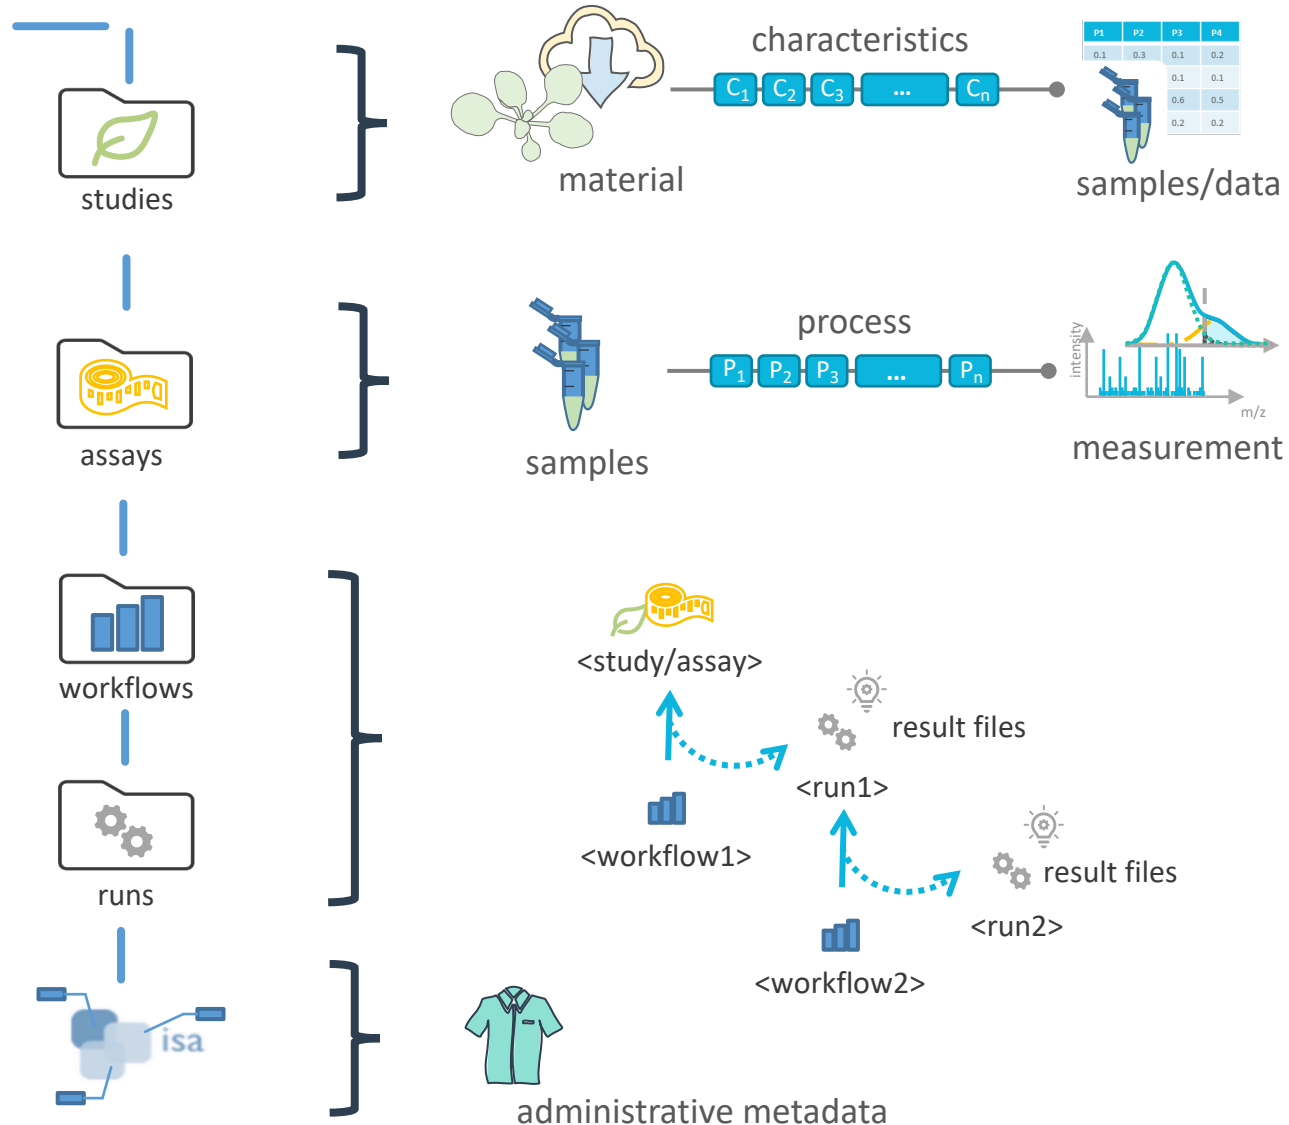 characteristics
C1 C2 C3 ... Cn
P1 P2 P3 P4
0.1 0.3 0.1 0.2
0.1 0.1
0.6 0.5
0.2 0.2
studies
material
samples/data
process
P1 P2 P3 ... Pn
intensity
m/z
assays
samples
measurement
workflows
<study/assay>
result files
<run1>
<workflow1>
runs
result files
<run2>
<workflow2>
isa
administrative metadata